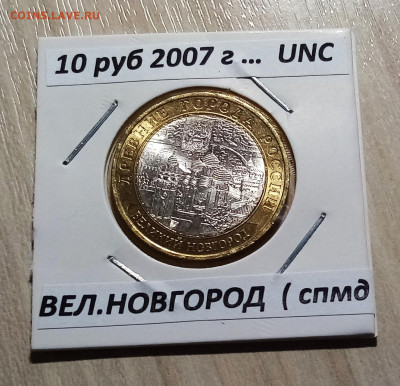 COINS.LAVE.RU
10 руб 2007 г ... UNC
ДРЕВНИЕ ГОРОДА РОССИИ
ВЕЛИКИЙ НОВГОРОД
ВЕЛ.НОВГОРОД ( спмд